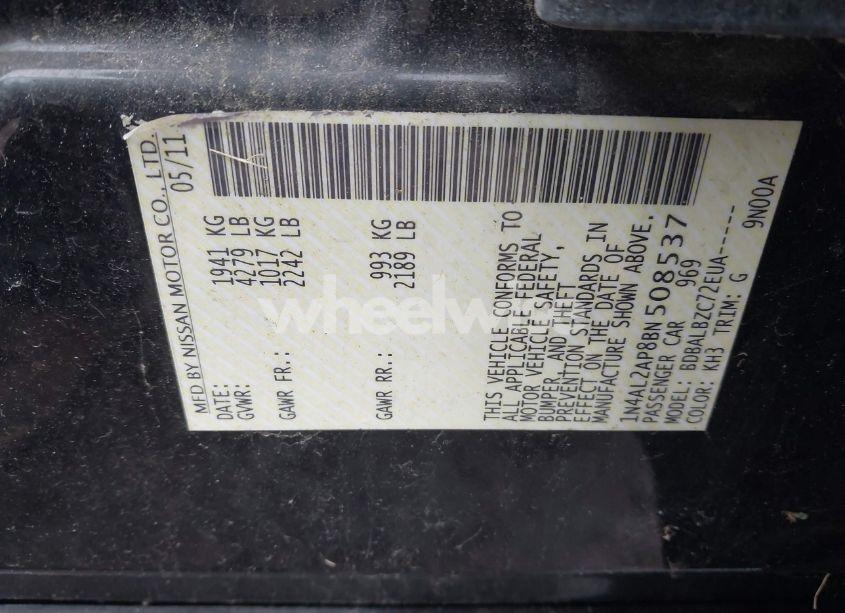 MFD BY NISSAN MOTOR CO., LTD.
DATE: 05/11
GVWR: 1941 KG
4279 LB
GAWR FR.: 1017 KG
2242 LB
GAWR RR.: 993 KG
2189 LB
THIS VEHICLE CONFORMS TO
ALL APPLICABLE FEDERAL
MOTOR VEHICLE SAFETY,
BUMPER, AND THEFT
PREVENTION STANDARDS IN
EFFECT ON THE DATE OF
MANUFACTURE SHOWN ABOVE.
1N4AL2AP8BN508537
PASSENGER CAR 969
MODEL: BDBALBZC72EUA------
COLOR: KH3 TRIM: G 9N00A